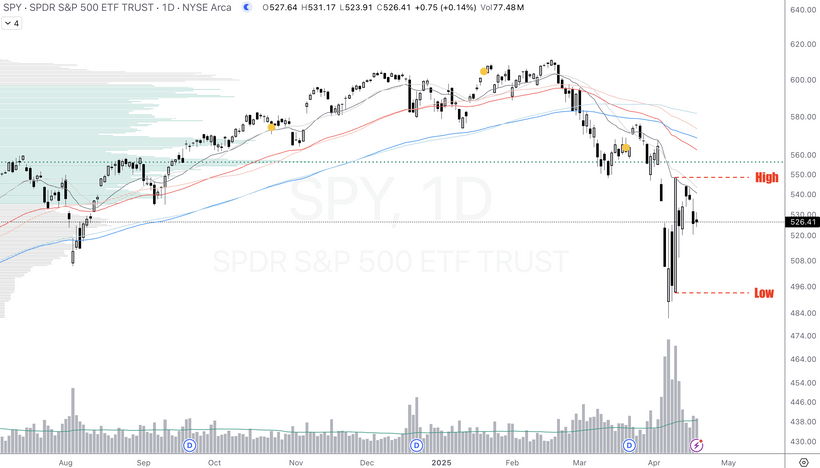 SPY · SPDR S&P 500 ETF TRUST · 1D · NYSE Arca O527.64 H531.17 L523.91 C526.41 +0.75 (+0.14%) Vol77.48M
4
640.00
620.00
600.00
580.00
560.00
550.00
High
540.00
SPY, 1D
530.00
526.41
520.00
SPDR S&P 500 ETF TRUST
508.00
Low
496.00
484.00
474.00
464.00
454.00
446.00
438.00
D
D
D
430.00
Aug Sep Oct Nov Dec 2025 Feb Mar Apr May